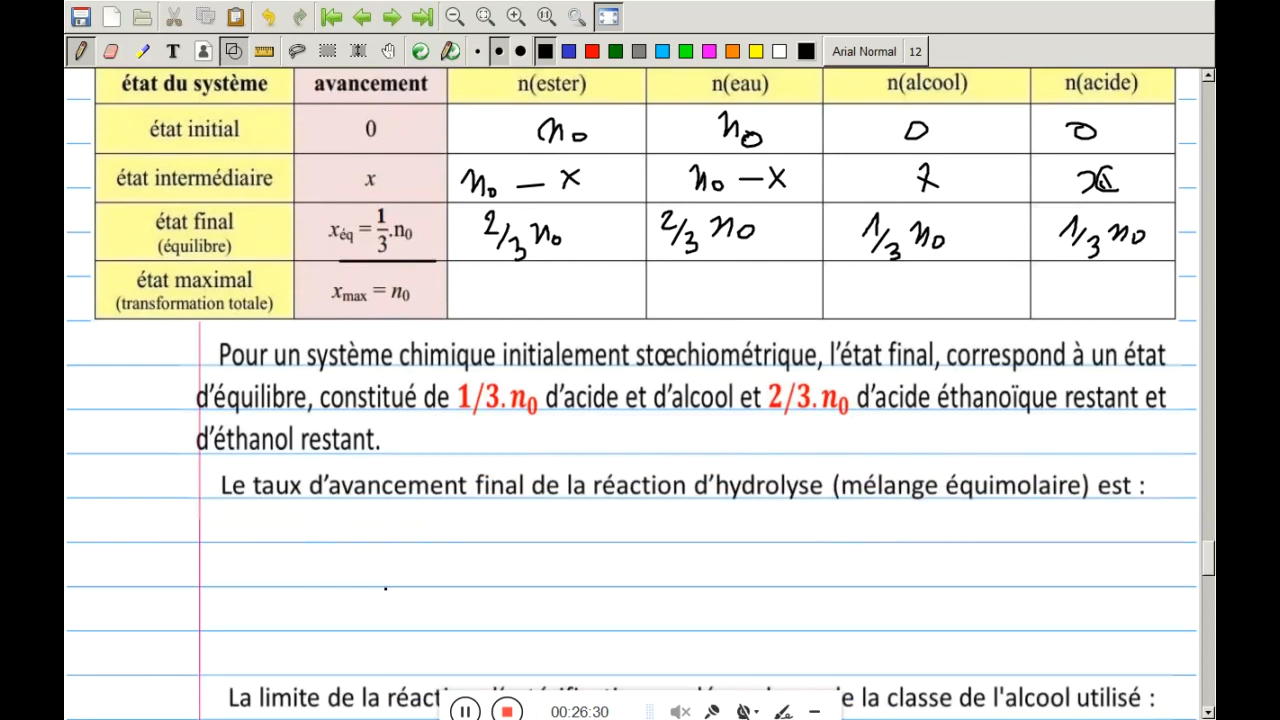 T Arial Normal 12
état du système avancement n(ester) n(eau) n(alcool) n(acide)
état initial 0 n₀ n₀ 0 0
état intermédiaire x n₀ − x n₀ − x x x
état final (équilibre) xéq = 1/3.n₀ 2/3 n₀ 2/3 n₀ 1/3 n₀ 1/3 n₀
état maximal (transformation totale) xmax = n₀
Pour un système chimique initialement stœchiométrique, l’état final, correspond à un état
d’équilibre, constitué de 1/3.n₀ d’acide et d’alcool et 2/3.n₀ d’acide éthanoïque restant et
d’éthanol restant.
Le taux d’avancement final de la réaction d’hydrolyse (mélange équimolaire) est :
La limite de la de la classe de l'alcool utilisé :
00:26:30